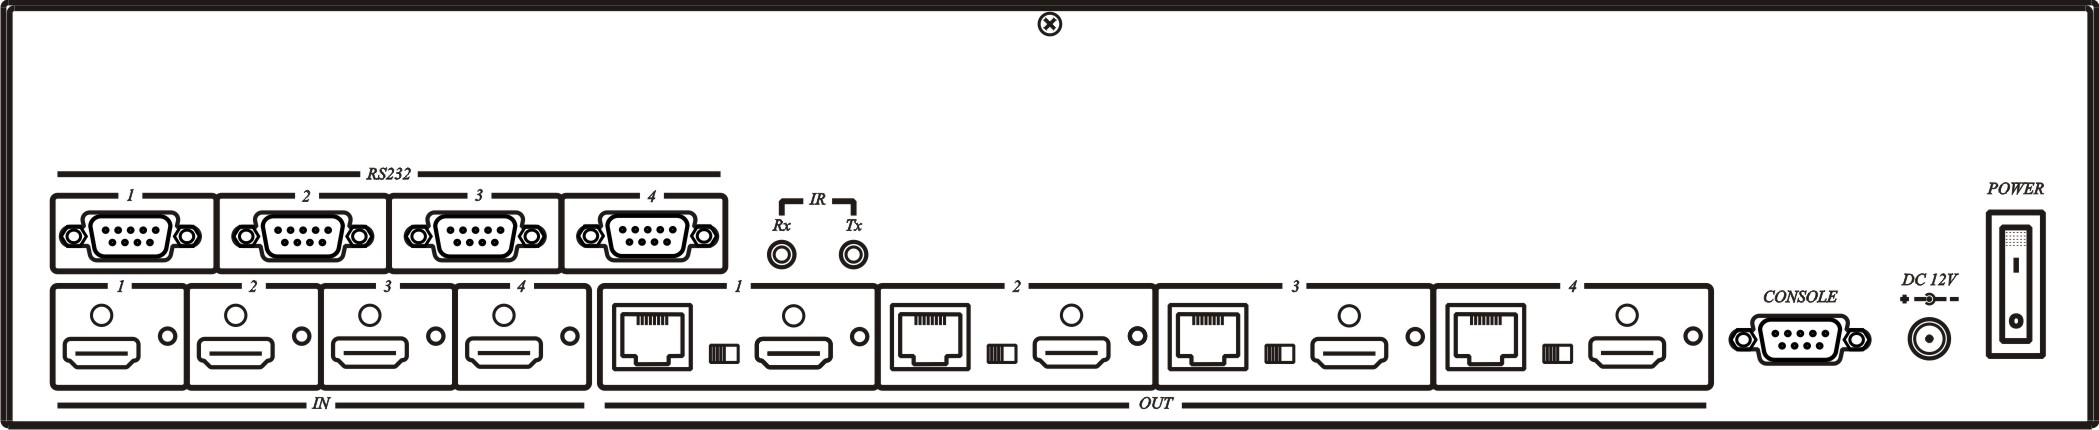 RS232
1 2 3 4
IR
Rx Tx
POWER
1 2 3 4 1 2 3 4
DC 12V
CONSOLE
IN OUT